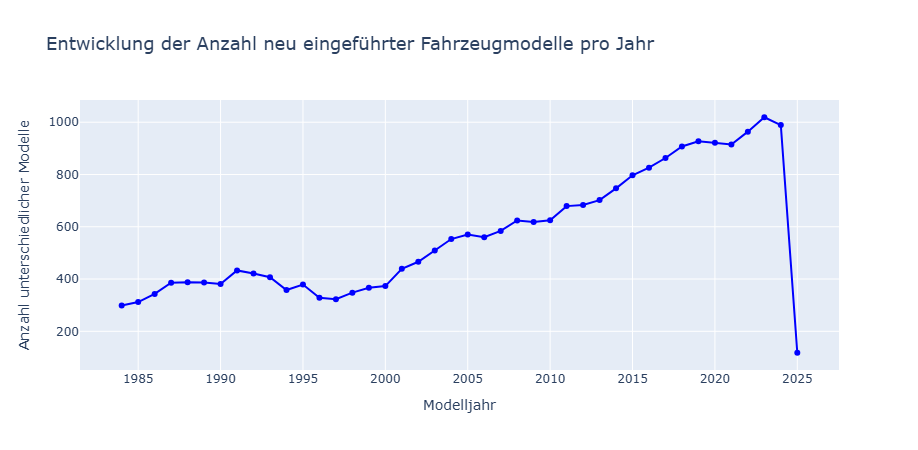 Entwicklung der Anzahl neu eingeführter Fahrzeugmodelle pro Jahr
Anzahl unterschiedlicher Modelle
1000
800
600
400
200
1985 1990 1995 2000 2005 2010 2015 2020 2025
Modelljahr